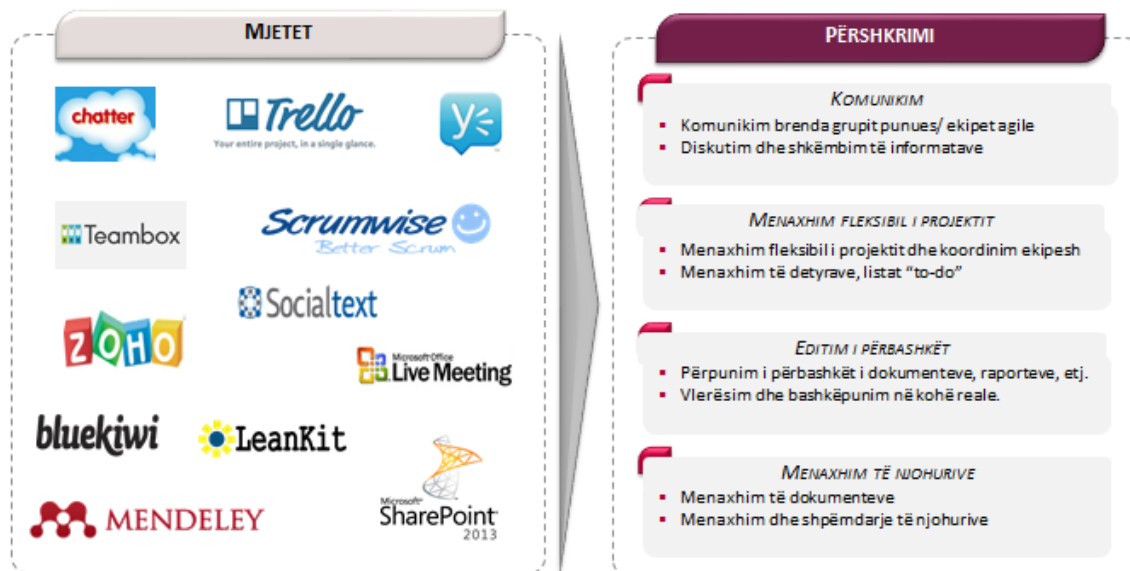 MJETET
chatter
Trello
Your entire project, in a single glance.
y
Teambox
Scrumwise
Better Scrum
Socialtext
ZOHO
Microsoft Office
Live Meeting
bluekiwi
LeanKit
MENDELEY
Microsoft
SharePoint
2013
PËRSHKRIMI
KOMUNIKIM
▪ Komunikim brenda grupit punues/ ekipet agile
▪ Diskutim dhe shkëmbim të informatave
MENAXHIM FLEKSIBIL I PROJEKTIT
▪ Menaxhim fleksibil i projektit dhe koordinim ekipesh
▪ Menaxhim të detyrave, listat “to-do”
EDITIM I PËRBASHKËT
▪ Përpunim i përbashkët i dokumenteve, raporteve, etj.
▪ Vlerësim dhe bashkëpunim në kohë reale.
MENAXHIM TË NJOHURIVE
▪ Menaxhim të dokumenteve
▪ Menaxhim dhe shpëmdarje të njohurive